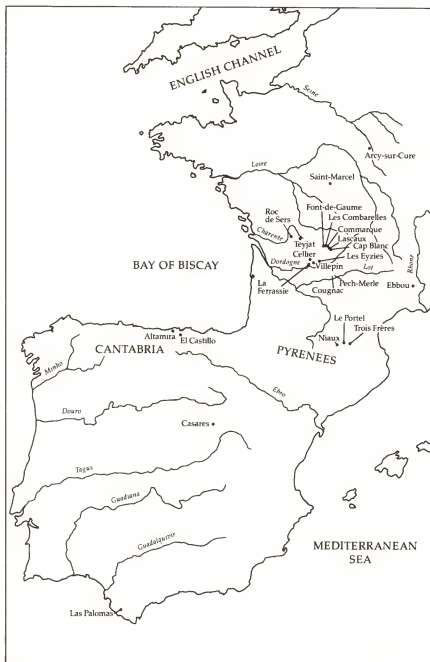 ENGLISH CHANNEL
Seine
Arcy-sur-Cure
Loire
Saint-Marcel
Font-de-Gaume
Les Combarelles
Roc
de Sers
Commarque
Charente
Lascaux
Teyjat
Cap Blanc
Cellier
Les Eyzies
Rhone
BAY OF BISCAY
Dordogne
Villepin
Lot
La
Ferrassie
Pech-Merle
Cougnac
Ebbou
Le Portel
Trois Frères
Altamira
El Castillo
Niaux
CANTABRIA
PYRENEES
Minho
Ebro
Douro
Casares
Tagus
Guadiana
Guadalquivir
MEDITERRANEAN
SEA
Las Palomas